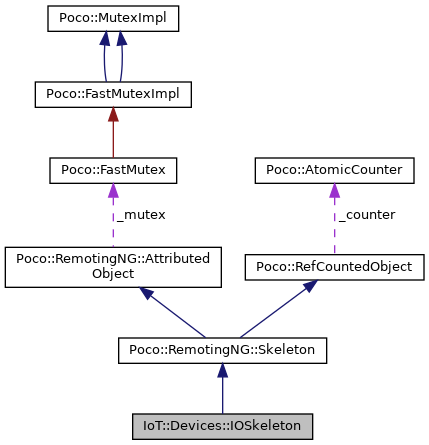 Poco::MutexImpl
Poco::FastMutexImpl
Poco::FastMutex
Poco::AtomicCounter
_mutex
_counter
Poco::RemotingNG::Attributed
Object
Poco::RefCountedObject
Poco::RemotingNG::Skeleton
IoT::Devices::IOSkeleton